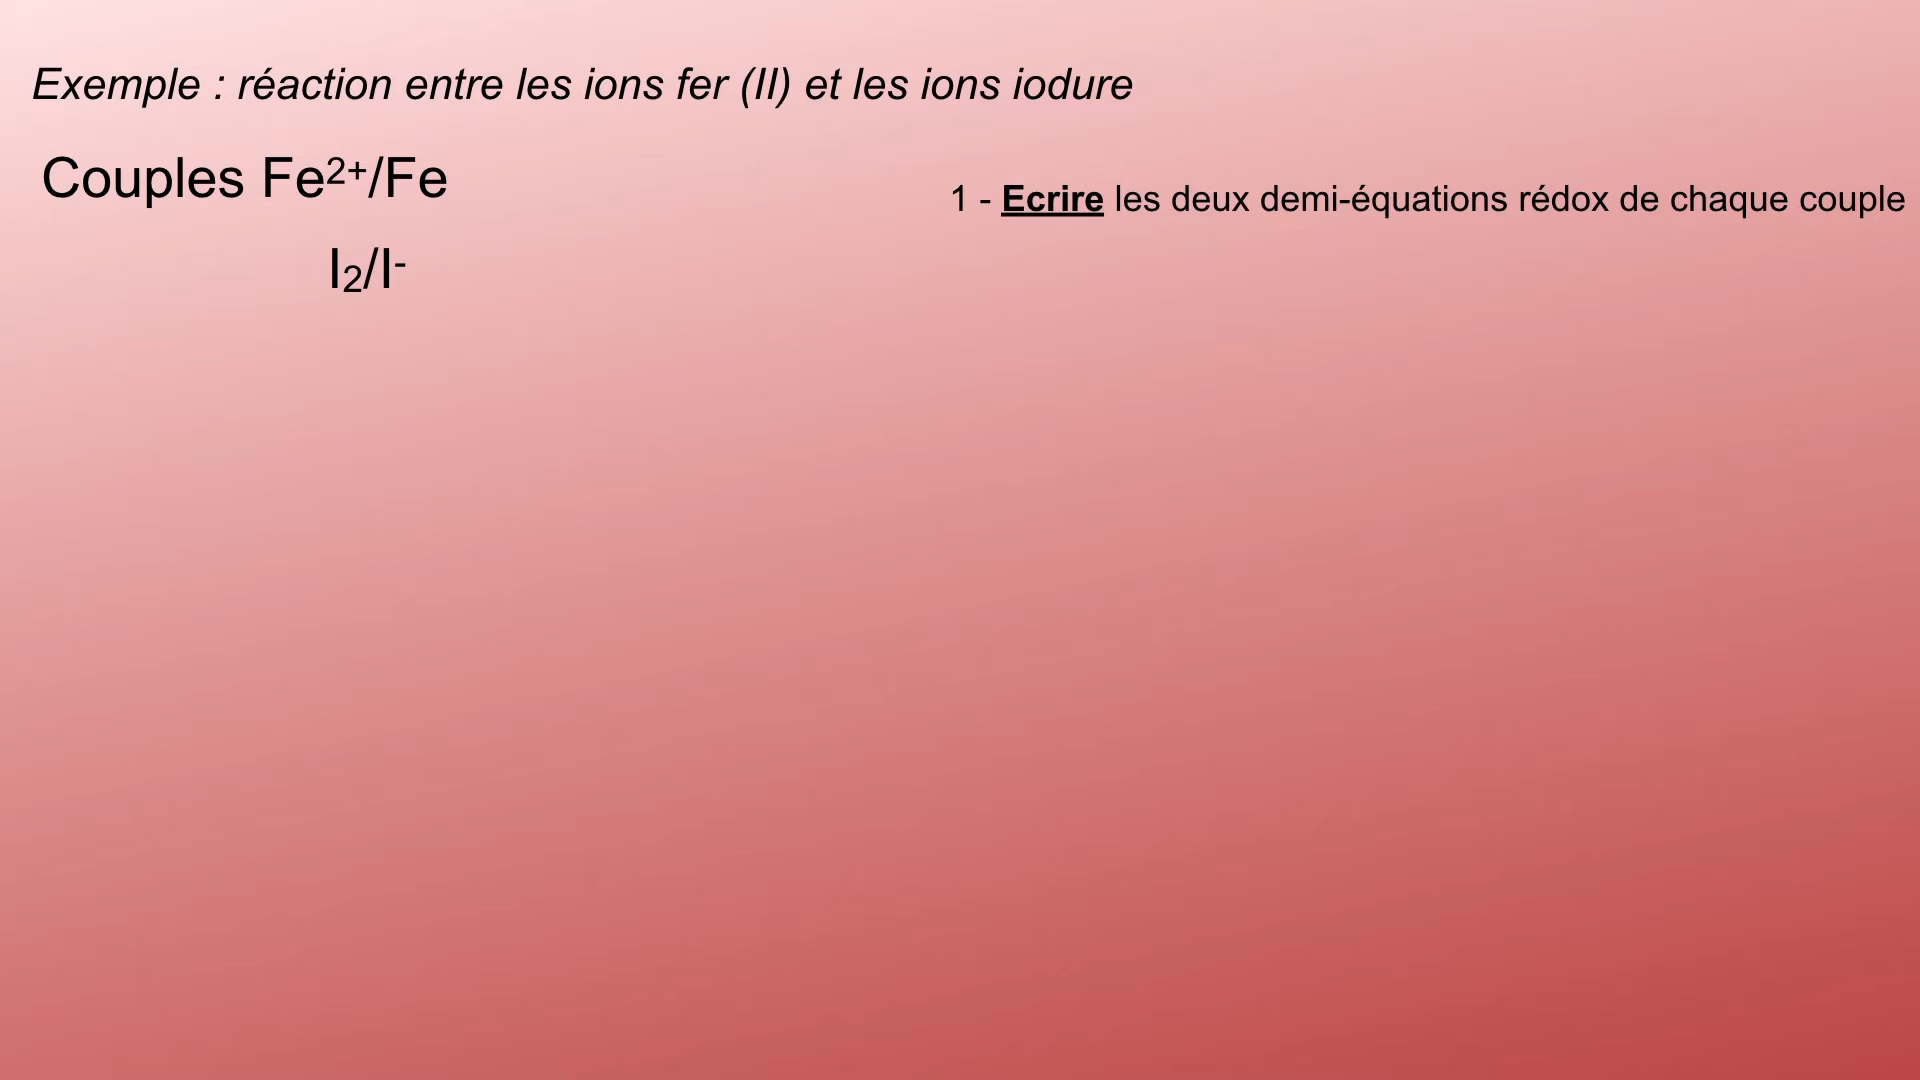 Exemple : réaction entre les ions fer (II) et les ions iodure
Couples Fe²⁺/Fe
1 - Ecrire les deux demi-équations rédox de chaque couple
I₂/I⁻